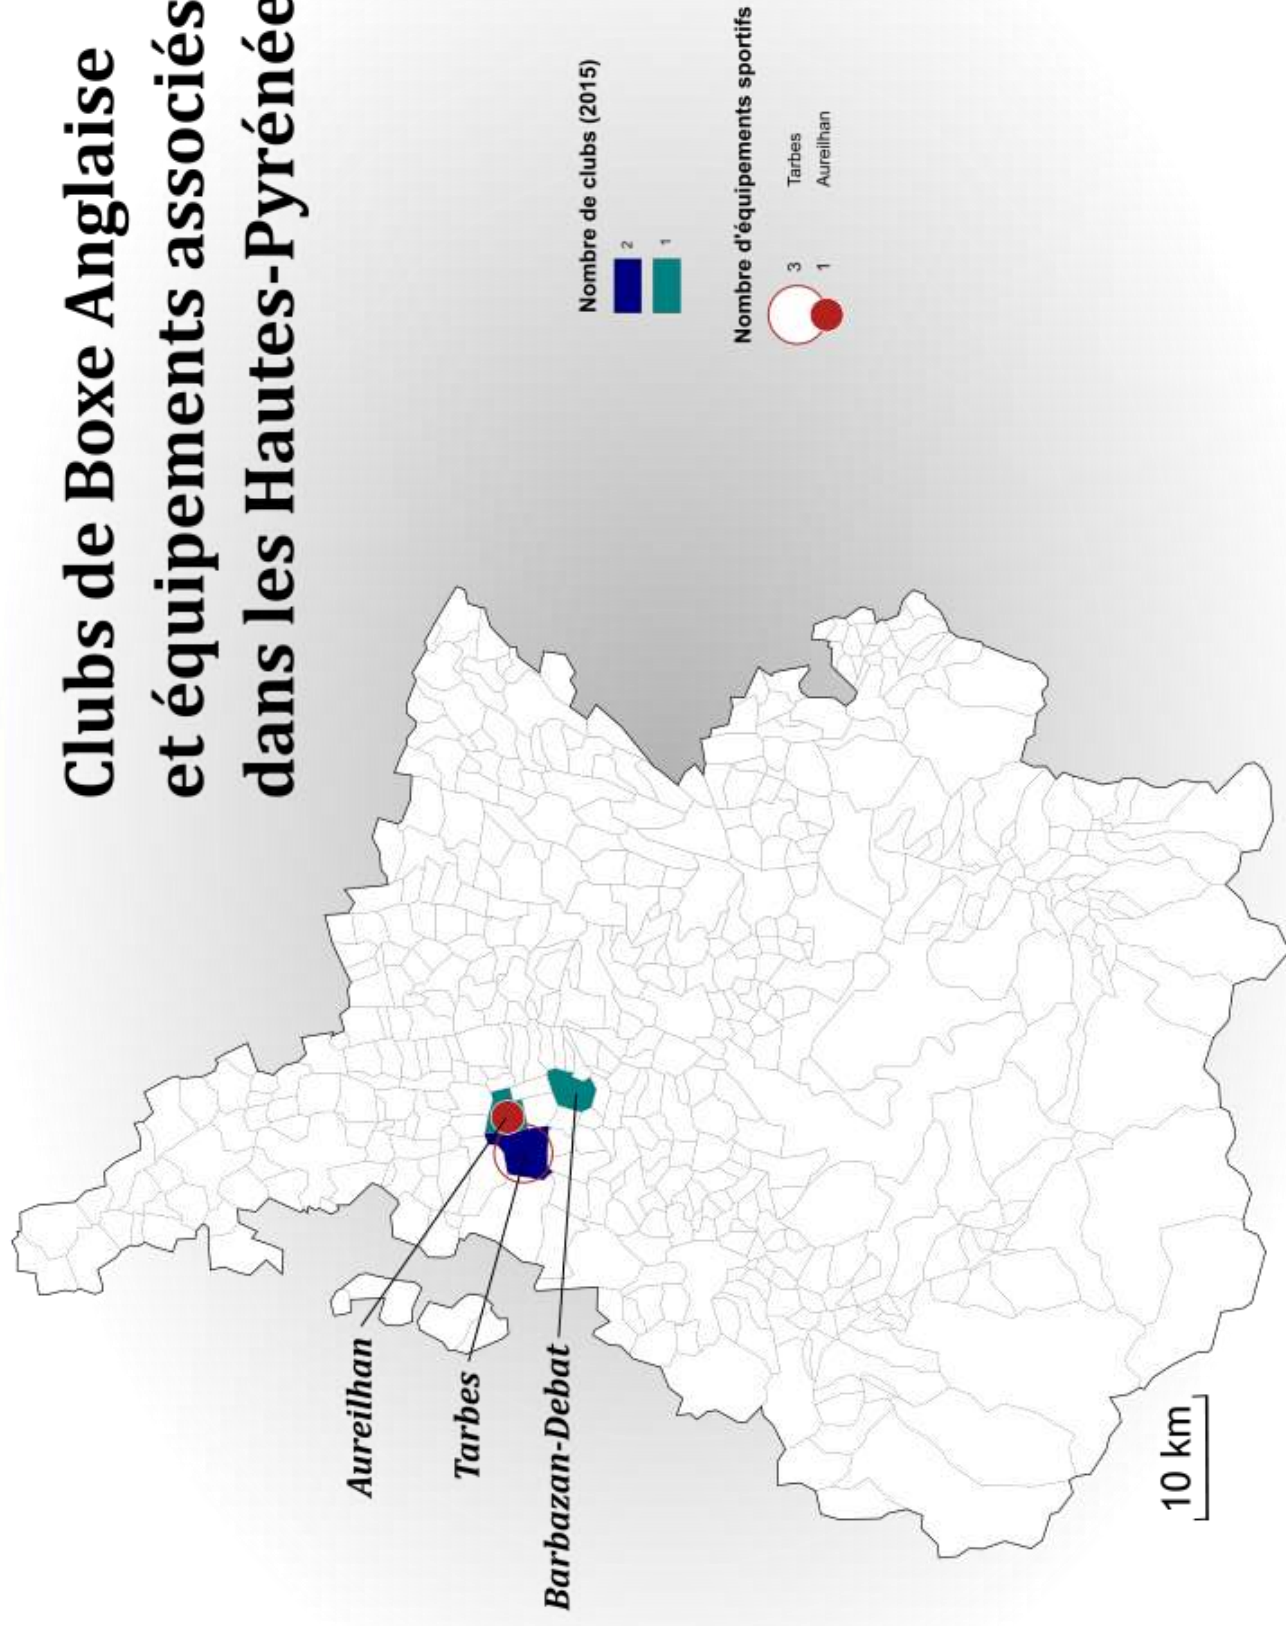 Clubs de Boxe Anglaise
et équipements associés
dans les Hautes-Pyrénée
Nombre de clubs (2015)
2
1
Nombre d'équipements sportifs
3 Tarbes
1 Aureilhan
Aureilhan
Tarbes
Barbazan-Debat
10 km